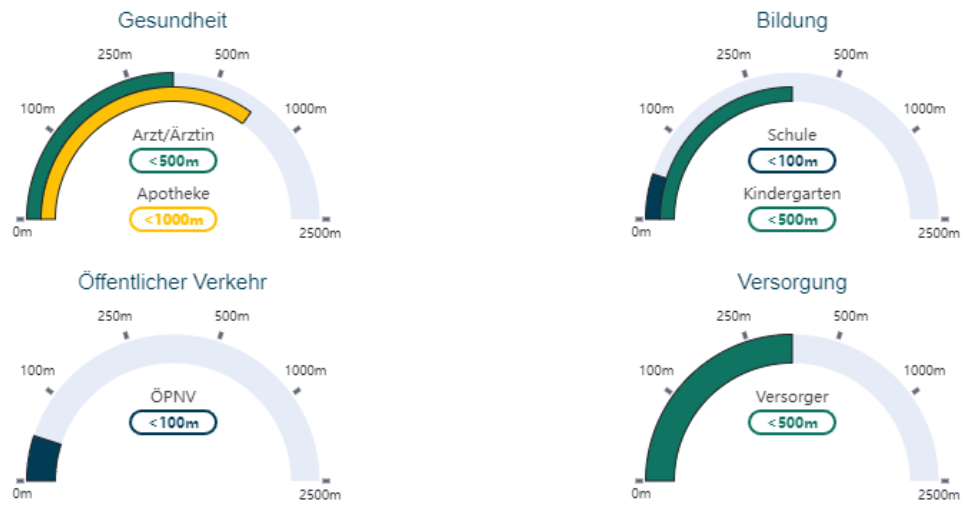 Gesundheit
250m
500m
100m
1000m
Arzt/Ärztin
<500m
Apotheke
<1000m
0m
2500m
Bildung
250m
500m
100m
1000m
Schule
<100m
Kindergarten
<500m
0m
2500m
Öffentlicher Verkehr
250m
500m
100m
1000m
ÖPNV
<100m
0m
2500m
Versorgung
250m
500m
100m
1000m
Versorger
<500m
0m
2500m